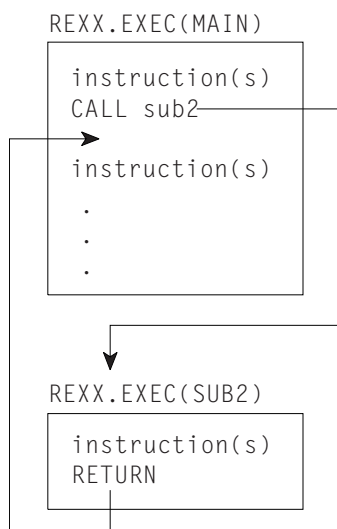 REXX.EXEC(MAIN)
instruction(s)
CALL sub2
instruction(s)
.
.
.
REXX.EXEC(SUB2)
instruction(s)
RETURN